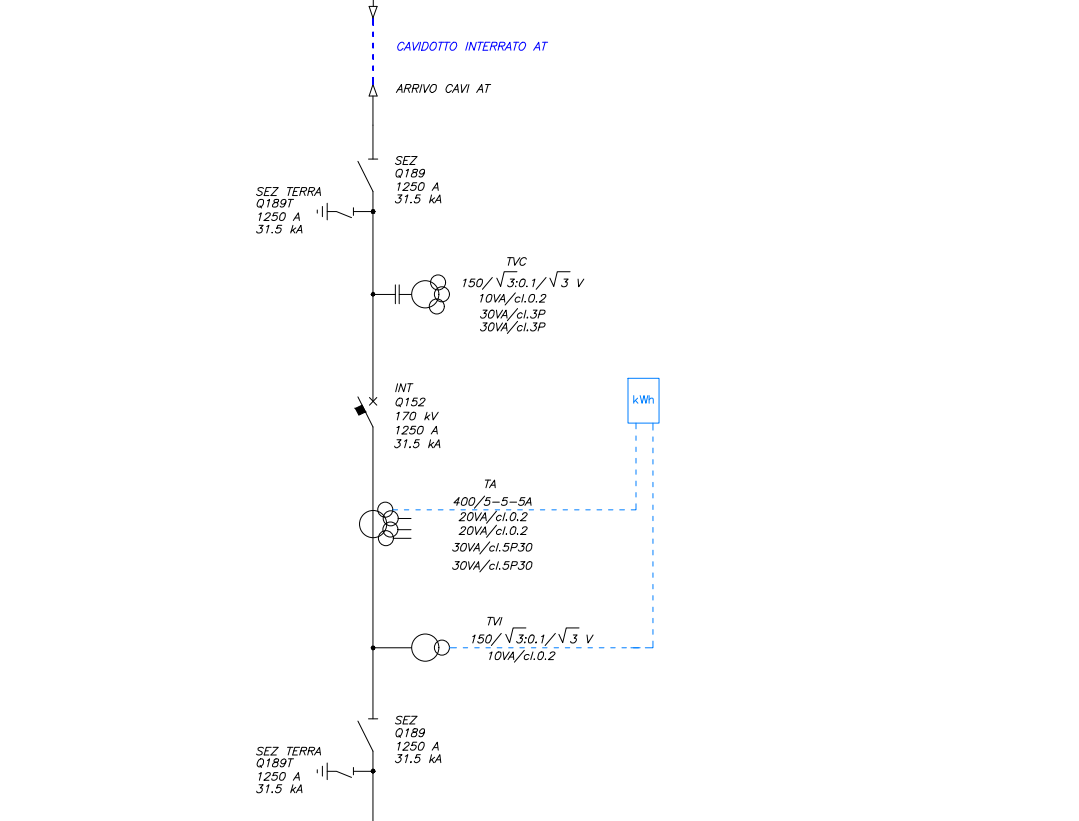 CAVIDOTTO INTERRATO AT
ARRIVO CAVI AT
SEZ
Q189
1250 A
31.5 kA
SEZ TERRA
Q189T
1250 A
31.5 kA
TVC
150/√3:0.1/√3 V
10VA/cl.0.2
30VA/cl.3P
30VA/cl.3P
INT
Q152
170 kV
1250 A
31.5 kA
kWh
TA
400/5-5-5A
20VA/cl.0.2
20VA/cl.0.2
30VA/cl.5P30
30VA/cl.5P30
TVI
150/√3:0.1/√3 V
10VA/cl.0.2
SEZ
Q189
1250 A
31.5 kA
SEZ TERRA
Q189T
1250 A
31.5 kA